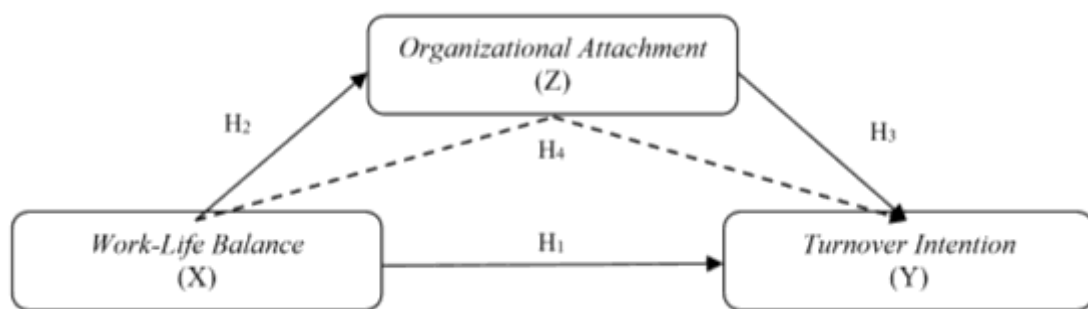 Organizational Attachment
(Z)
H₂
H₃
H₄
Work-Life Balance
(X)
H₁
Turnover Intention
(Y)